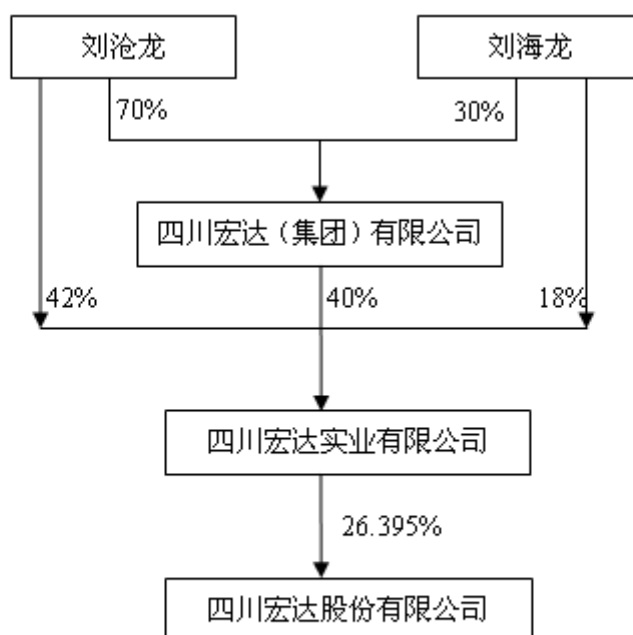 刘沧龙
刘海龙
70%
30%
四川宏达（集团）有限公司
42%
40%
18%
四川宏达实业有限公司
26.395%
四川宏达股份有限公司